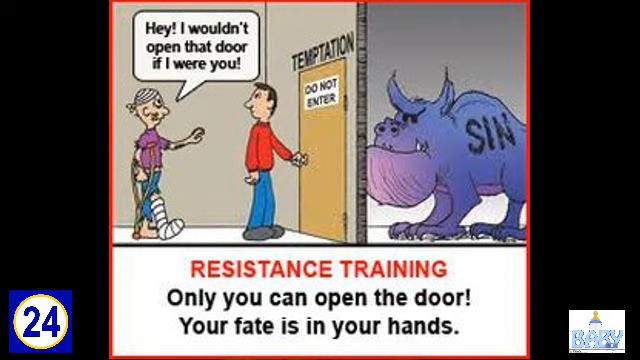 Hey! I wouldn't
open that door
if I were you!
TEMPTATION
DO NOT
ENTER
SIN
RESISTANCE TRAINING
Only you can open the door!
Your fate is in your hands.
24
BABY